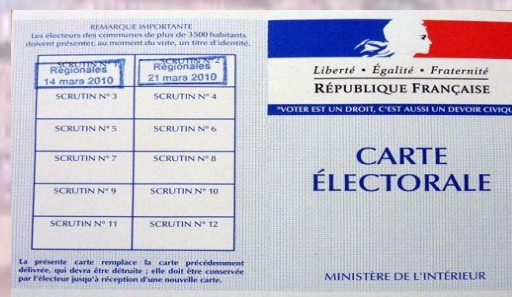 REMARQUE IMPORTANTE
Les électeurs des communes de plus de 3500 habitants
doivent présenter, au moment du vote, un titre d'identité.
SCRUTIN N° 1
Régionales
14 mars 2010
SCRUTIN N° 2
Régionales
21 mars 2010
SCRUTIN N° 3
SCRUTIN N° 4
SCRUTIN N° 5
SCRUTIN N° 6
SCRUTIN N° 7
SCRUTIN N° 8
SCRUTIN N° 9
SCRUTIN N° 10
SCRUTIN N° 11
SCRUTIN N° 12
La présente carte remplace la carte précédemment
délivrée, qui devra être détruite ; elle doit être conservée
par l'électeur jusqu'à réception d'une nouvelle carte.
Liberté • Égalité • Fraternité
RÉPUBLIQUE FRANÇAISE
"VOTER EST UN DROIT, C'EST AUSSI UN DEVOIR CIVIQU
CARTE
ÉLECTORALE
MINISTÈRE DE L'INTÉRIEUR